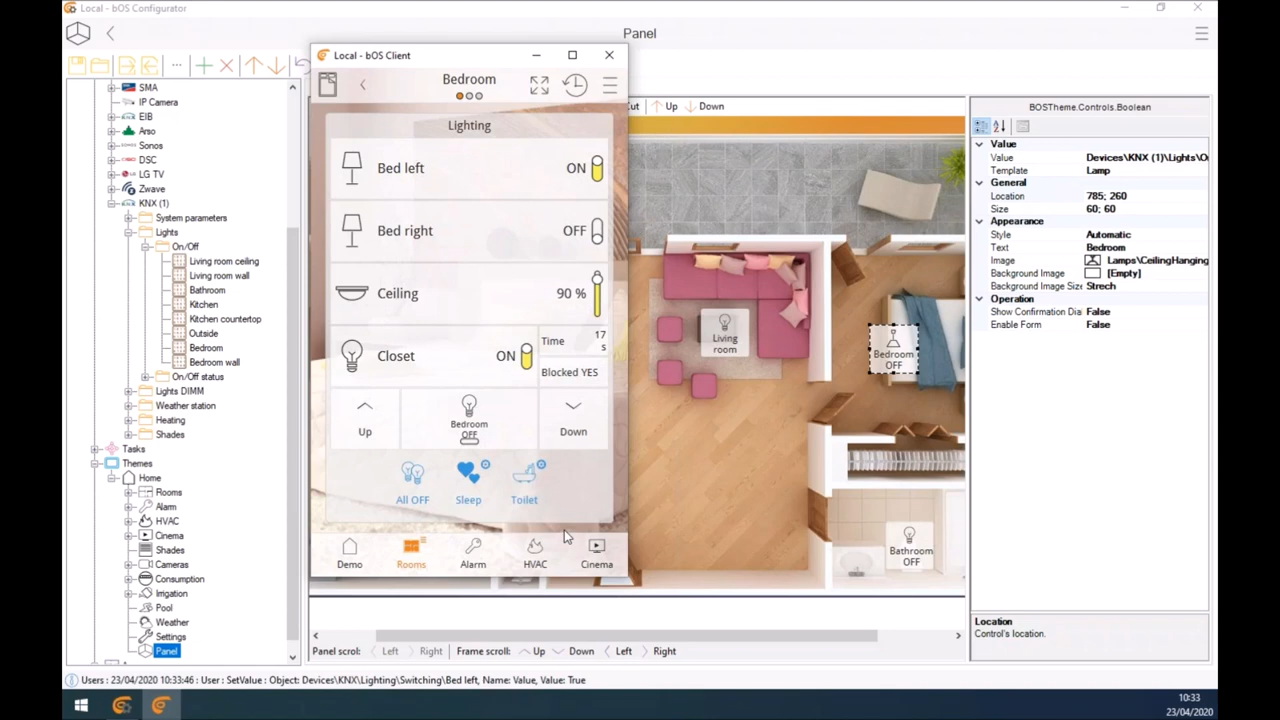 Local - bOS Configurator
Panel
...
SMA
IP Camera
EIB
Arso
Sonos
DSC
LG TV
Zwave
KNX (1)
System parameters
Lights
On/Off
Living room ceiling
Living room wall
Bathroom
Kitchen
Kitchen countertop
Outside
Bedroom
Bedroom wall
On/Off status
Lights DIMM
Weather station
Heating
Shades
Tasks
Themes
Home
Rooms
Alarm
HVAC
Cinema
Shades
Cameras
Consumption
Irrigation
Pool
Weather
Settings
Panel
Local - bOS Client
Bedroom
Lighting
Bed left ON
Bed right OFF
Ceiling 90 %
Closet ON
Time 17 s
Blocked YES
Up
Bedroom
OFF
Down
All OFF
Sleep
Toilet
Demo
Rooms
Alarm
HVAC
Cinema
Up Down
Living
room
Bedroom
OFF
Bathroom
OFF
Panel scrol: Left Right Frame scroll: Up Down Left Right
BOSTheme.Controls.Boolean
Value
Value Devices\KNX (1)\Lights\O
Template Lamp
General
Location 785; 260
Size 60; 60
Appearance
Style Automatic
Text Bedroom
Image Lamps\CeilingHanging
Background Image [Empty]
Background Image Size Strech
Operation
Show Confirmation Dia False
Enable Form False
Location
Control's location.
Users : 23/04/2020 10:33:46 : User : SetValue : Object: Devices\KNX\Lighting\Switching\Bed left, Name: Value, Value: True
10:33
23/04/2020